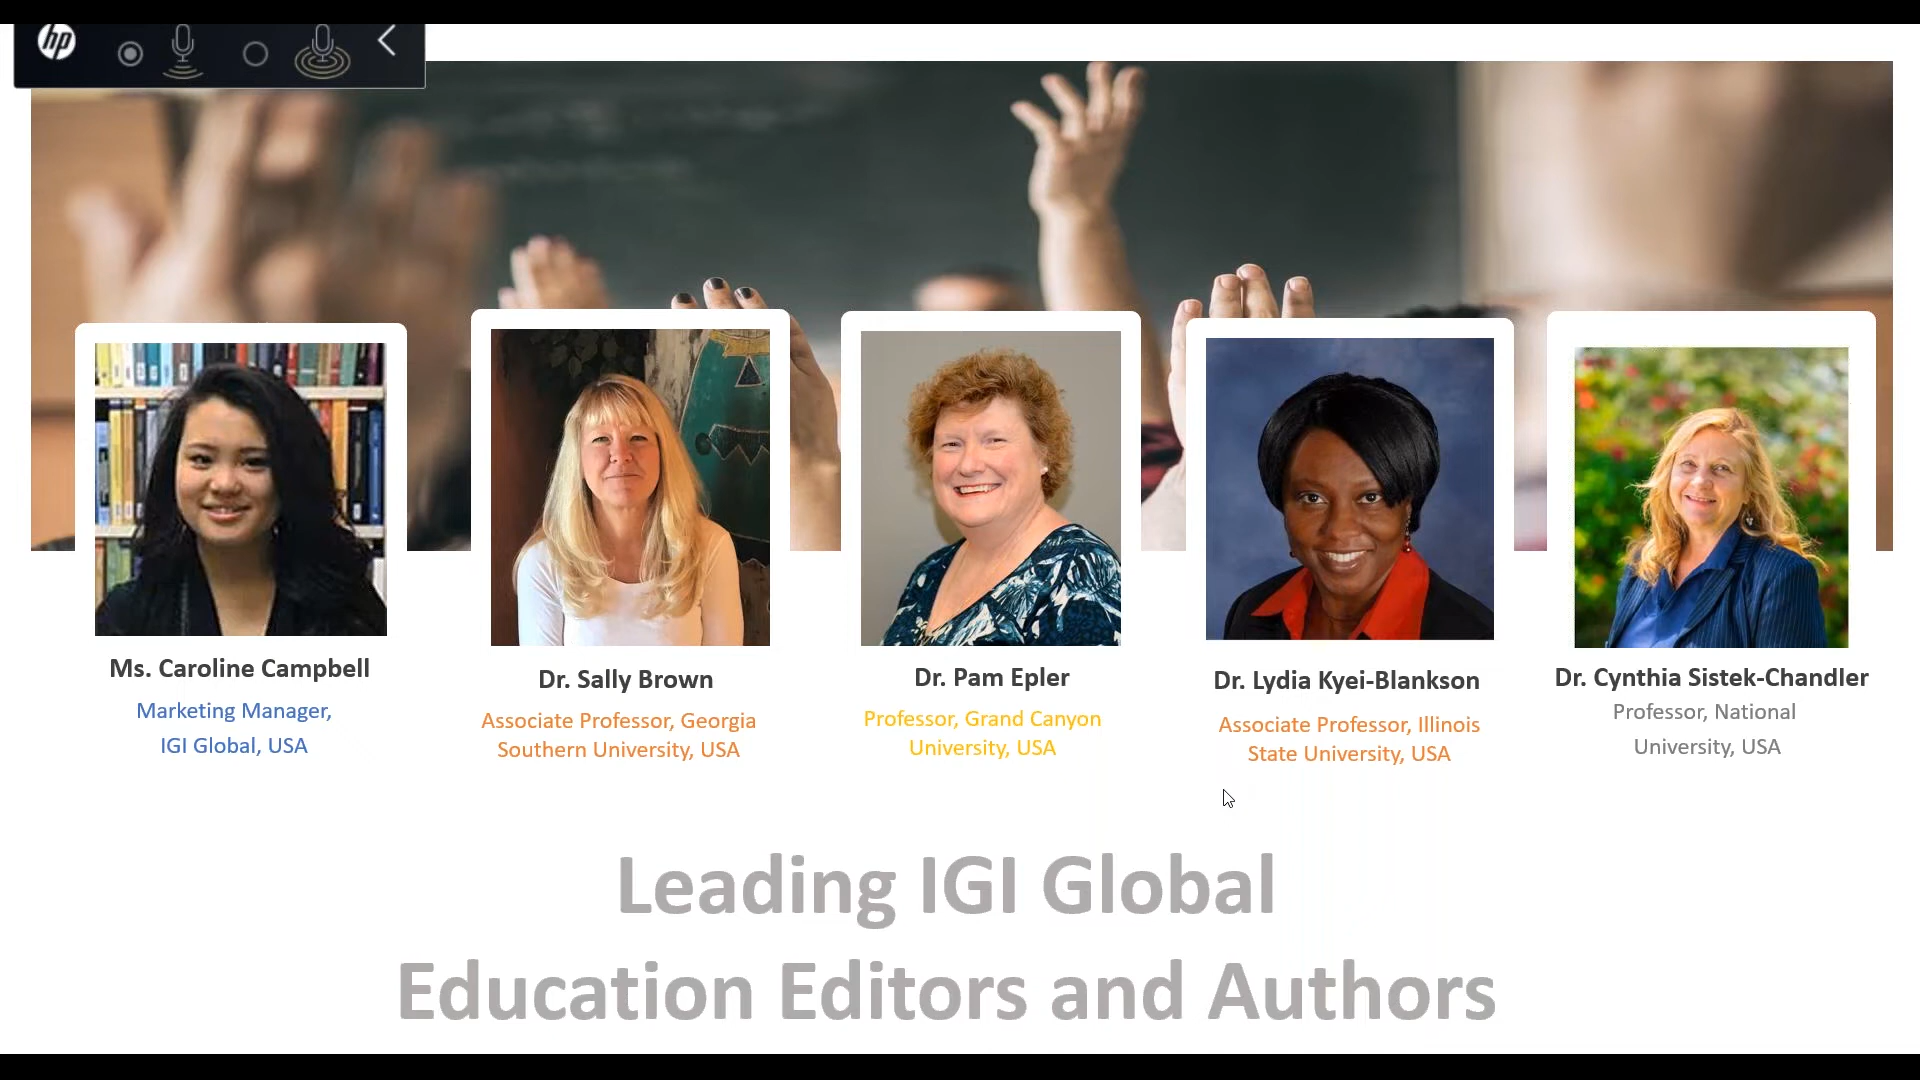 hp
Ms. Caroline Campbell
Marketing Manager,
IGI Global, USA
Dr. Sally Brown
Associate Professor, Georgia
Southern University, USA
Dr. Pam Epler
Professor, Grand Canyon
University, USA
Dr. Lydia Kyei-Blankson
Associate Professor, Illinois
State University, USA
Dr. Cynthia Sistek-Chandler
Professor, National
University, USA
Leading IGI Global
Education Editors and Authors